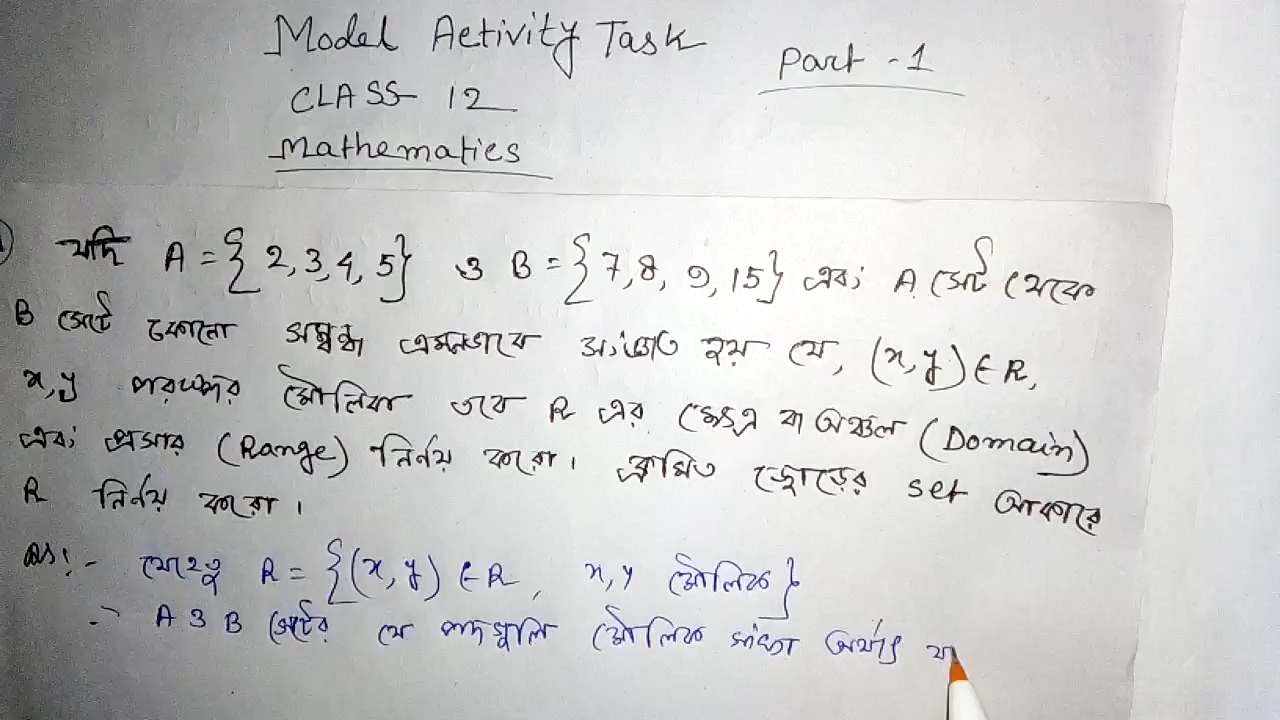 Model Activity Task
Part - 1
CLASS 12
Mathematics
যদি A = { 2, 3, 4, 5} ও B = {7, 8, 9, 15} এবং A সেট থেকে
B সেটে কোনো সম্বন্ধ এমনভাবে সংজ্ঞাত হয় যে, (x, y) ∈ R,
x, y পরস্পর মৌলিক তবে R এর ক্ষেত্র বা অঞ্চল (Domain)
এবং প্রসার (Range) নির্ণয় করো। ক্রমিত জোড়ের set আকারে
R নির্ণয় করো।
Ans:- যেহেতু R = {(x, y) ∈ R, x, y মৌলিক}
∴ A ও B সেটের যে পদগুলি মৌলিক সংখ্যা অর্থাৎ যা